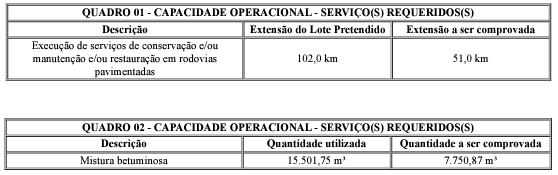 QUADRO 01 - CAPACIDADE OPERACIONAL - SERVIÇO(S) REQUERIDOS(S)
Descrição Extensão do Lote Pretendido Extensão a ser comprovada
Execução de serviços de conservação e/ou
manutenção e/ou restauração em rodovias
pavimentadas
102,0 km 51,0 km
QUADRO 02 - CAPACIDADE OPERACIONAL - SERVIÇO(S) REQUERIDOS(S)
Descrição Quantidade utilizada Quantidade a ser comprovada
Mistura betuminosa 15.501,75 m³ 7.750,87 m³